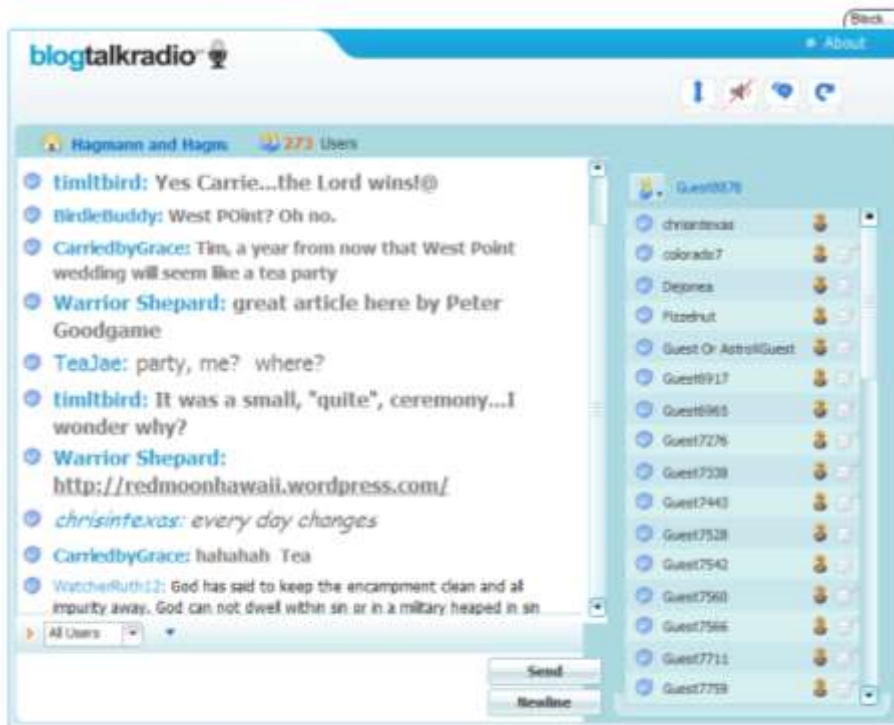 Block
blogtalkradio
About
Hagmann and Hagm 273 Users
timltbird: Yes Carrie...the Lord wins!@
BirdieBuddy: West POint? Oh no.
CarriedbyGrace: Tim, a year from now that West Point
wedding will seem like a tea party
Warrior Shepard: great article here by Peter
Goodgame
TeaJae: party, me? where?
timltbird: It was a small, "quite", ceremony...I
wonder why?
Warrior Shepard:
http://redmoonhawaii.wordpress.com/
chrisintexas: every day changes
CarriedbyGrace: hahahah Tea
WatcherRuth12: God has said to keep the encampment clean and all
impurity away. God can not dwell within sin or in a military heaped in sin
All Users
Send
Newline
Guest8878
chrisintexas
colorado7
Dejonea
Fizzelnut
Guest Or AstrollGuest
Guest6917
Guest6965
Guest7276
Guest7338
Guest7443
Guest7528
Guest7542
Guest7560
Guest7566
Guest7711
Guest7759